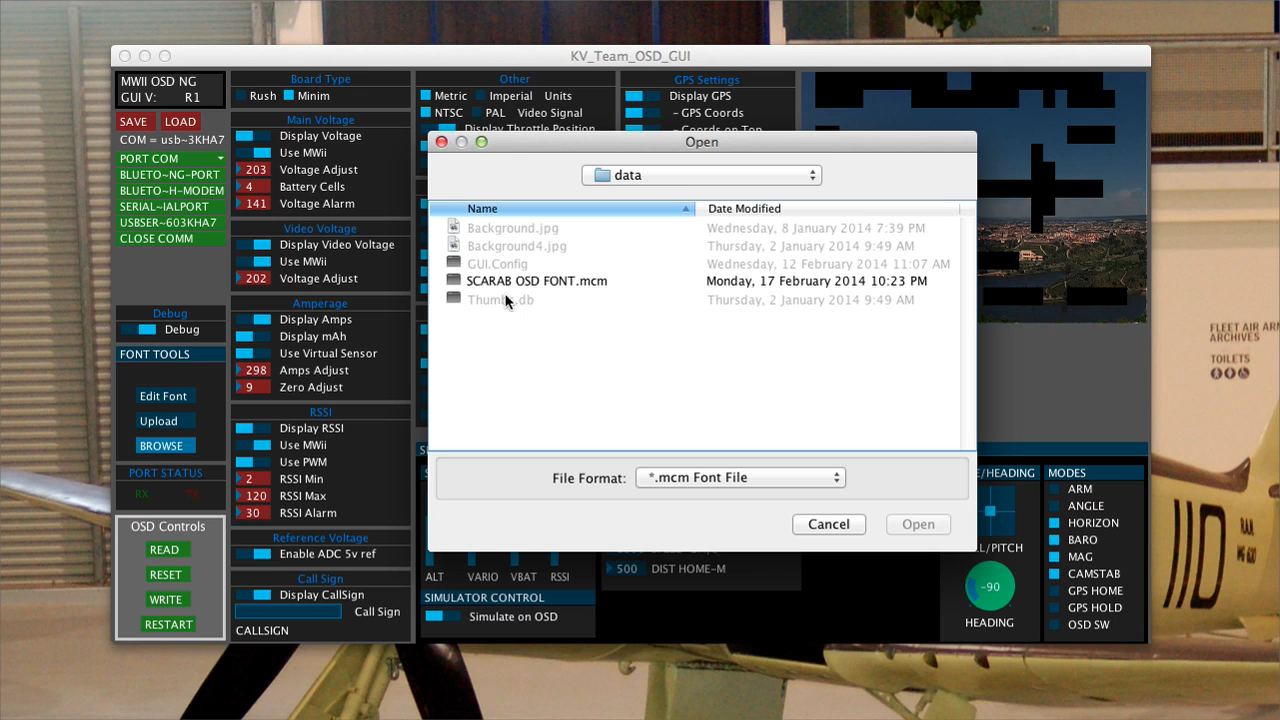 KV_Team_OSD_GUI
MWII OSD NG
GUI V: R1
SAVE LOAD
COM = usb~3KHA7
PORT COM
BLUETO~NG-PORT
BLUETO~H-MODEM
SERIAL~IALPORT
USBSER~603KHA7
CLOSE COMM
Debug
Debug
FONT TOOLS
Edit Font
Upload
BROWSE
PORT STATUS
RX
OSD Controls
READ
RESET
WRITE
RESTART
Board Type
Rush Minim
Main Voltage
Display Voltage
Use MWii
203 Voltage Adjust
4 Battery Cells
141 Voltage Alarm
Video Voltage
Display Video Voltage
Use MWii
202 Voltage Adjust
Amperage
Display Amps
Display mAh
Use Virtual Sensor
298 Amps Adjust
9 Zero Adjust
RSSI
Display RSSI
Use MWii
Use PWM
2 RSSI Min
120 RSSI Max
30 RSSI Alarm
Reference Voltage
Enable ADC 5v ref
Call Sign
Display CallSign
Call Sign
CALLSIGN
Other
Metric Imperial Units
NTSC PAL Video Signal
Display Throttle Position
GPS Settings
Display GPS
- GPS Coords
- Coords on Top
Open
data
Name Date Modified
Background.jpg Wednesday, 8 January 2014 7:39 PM
Background4.jpg Thursday, 2 January 2014 9:49 AM
GUI.Config Wednesday, 12 February 2014 11:07 AM
SCARAB OSD FONT.mcm Monday, 17 February 2014 10:23 PM
Thumbs.db Thursday, 2 January 2014 9:49 AM
File Format: *.mcm Font File
Cancel Open
ALT VARIO VBAT RSSI
500 DIST HOME-M
SIMULATOR CONTROL
Simulate on OSD
E/HEADING
L/PITCH
-90
HEADING
MODES
ARM
ANGLE
HORIZON
BARO
MAG
CAMSTAB
GPS HOME
GPS HOLD
OSD SW
FLEET AIR ARM
ARCHIVES
TOILETS